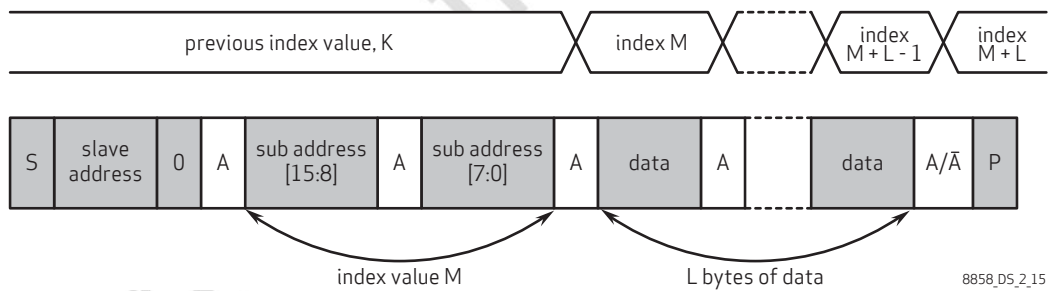 previous index value, K
index M
index
M + L - 1
index
M + L
S
slave
address
0
A
sub address
[15:8]
A
sub address
[7:0]
A
data
A
data
A/Ā
P
index value M
L bytes of data
8858_DS_2_15